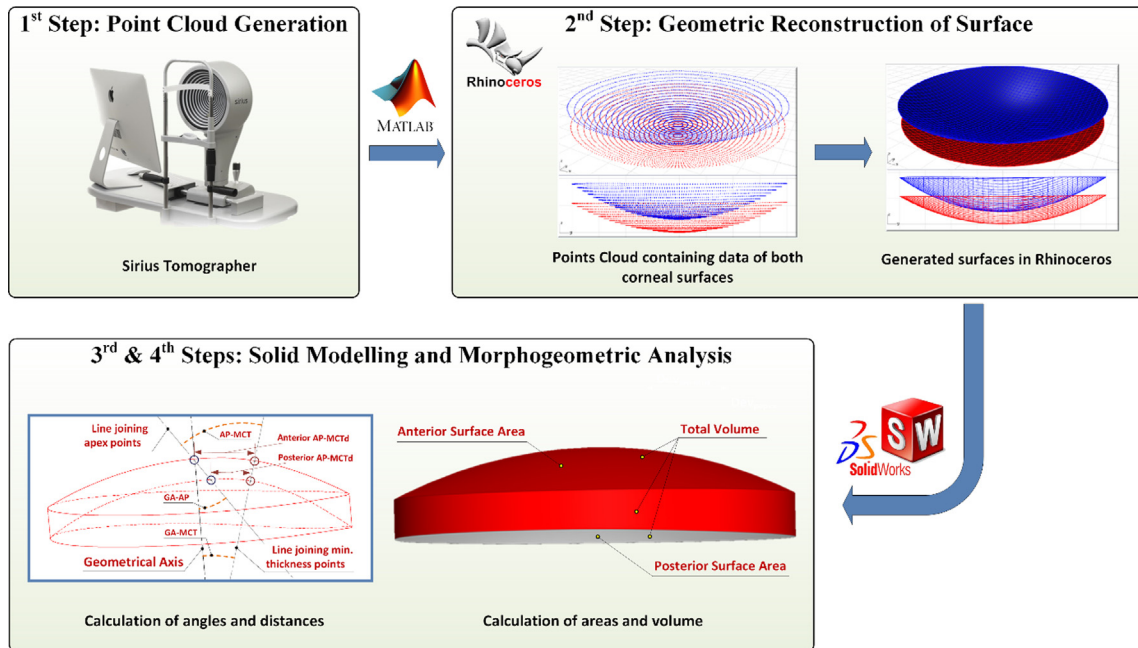 1st Step: Point Cloud Generation
sirius
Sirius Tomographer
MATLAB
2nd Step: Geometric Reconstruction of Surface
Rhinoceros
Points Cloud containing data of both
corneal surfaces
Generated surfaces in Rhinoceros
SW
SolidWorks
3rd & 4th Steps: Solid Modelling and Morphogeometric Analysis
Line joining
apex points
AP-MCT
Anterior AP-MCTd
Posterior AP-MCTd
GA-AP
GA-MCT
Geometrical Axis
Line joining min.
thickness points
Calculation of angles and distances
Anterior Surface Area
Total Volume
Posterior Surface Area
Calculation of areas and volume